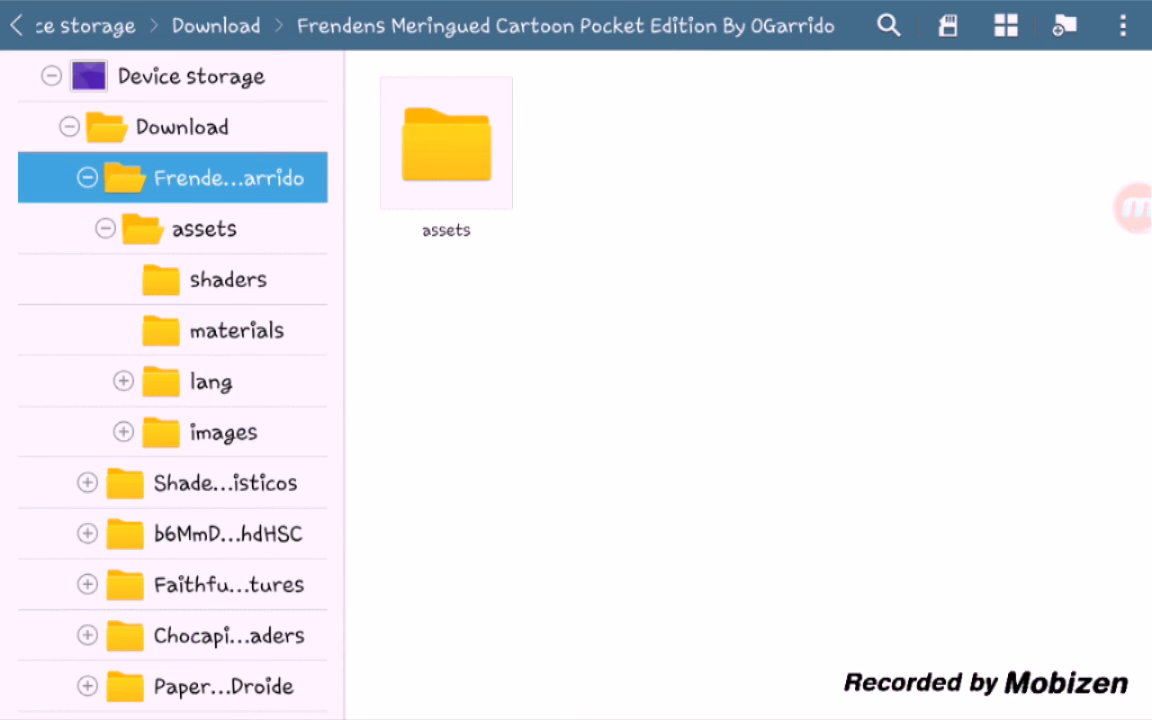 ce storage > Download > Frendens Meringued Cartoon Pocket Edition By OGarrido
Device storage
Download
Frende...arrido
assets
shaders
materials
lang
images
Shade...isticos
b6MmD...hdHSC
Faithfu...tures
Chocapi...aders
Paper...Droide
assets
m
Recorded by Mobizen